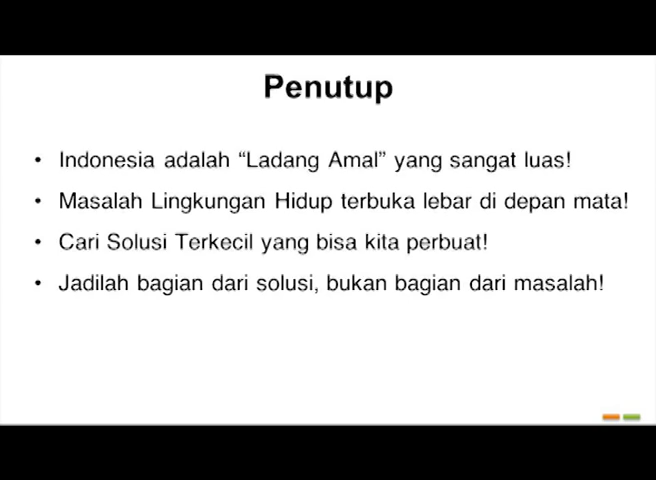 Penutup
• Indonesia adalah “Ladang Amal” yang sangat luas!
• Masalah Lingkungan Hidup terbuka lebar di depan mata!
• Cari Solusi Terkecil yang bisa kita perbuat!
• Jadilah bagian dari solusi, bukan bagian dari masalah!